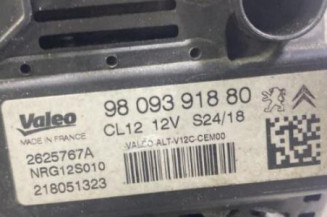 Valeo
MADE IN FRANCE
98 093 918 80
CL12 12V S24/18
VALEO ALT-V12C-CEM00
2625767A
NRG12S010
218051323